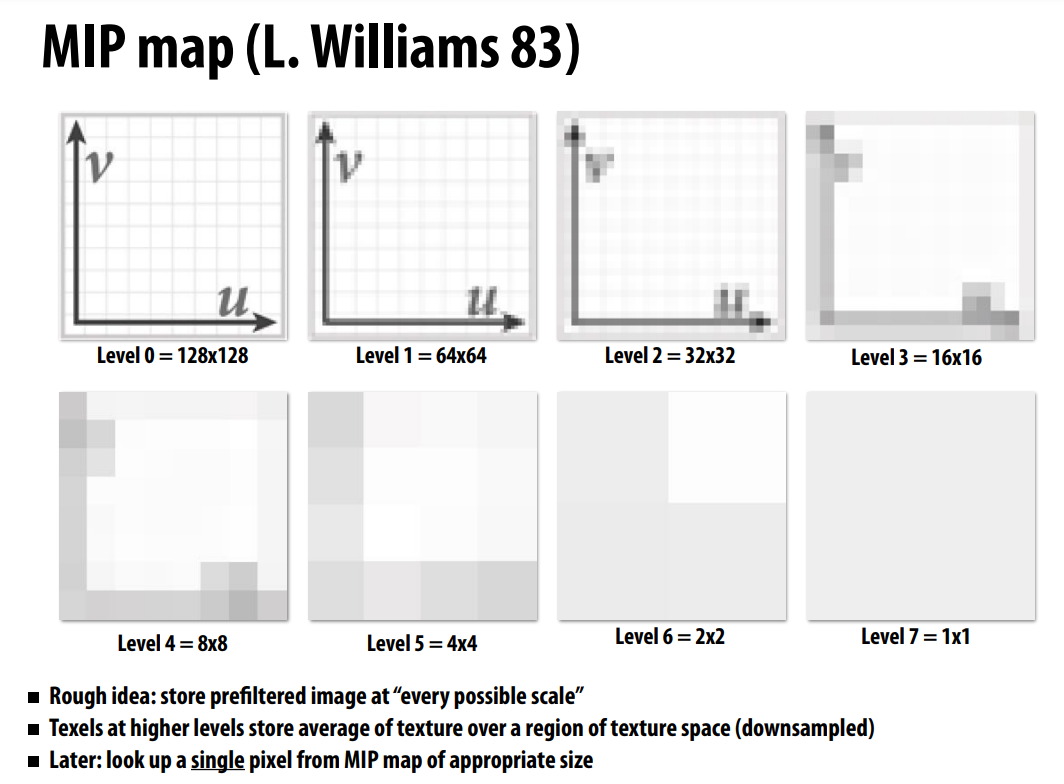 MIP map (L. Williams 83)
v
u
v
u
v
u
Level 0 = 128x128
Level 1 = 64x64
Level 2 = 32x32
Level 3 = 16x16
Level 4 = 8x8
Level 5 = 4x4
Level 6 = 2x2
Level 7 = 1x1
Rough idea: store prefiltered image at “every possible scale”
Texels at higher levels store average of texture over a region of texture space (downsampled)
Later: look up a single pixel from MIP map of appropriate size